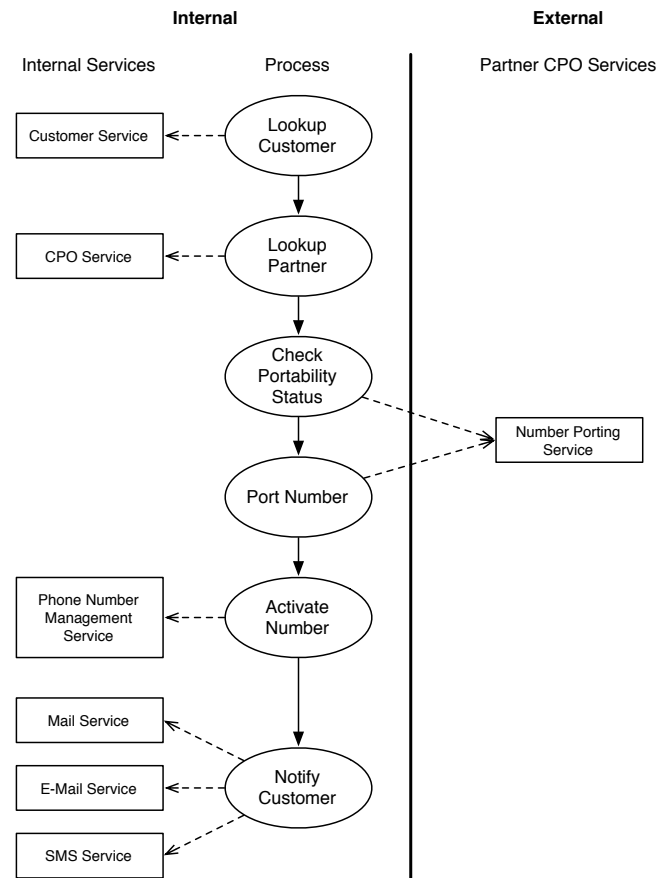 Internal
External
Internal Services
Process
Partner CPO Services
Customer Service
Lookup
Customer
CPO Service
Lookup
Partner
Check
Portability
Status
Number Porting
Service
Port Number
Phone Number
Management
Service
Activate
Number
Mail Service
E-Mail Service
Notify
Customer
SMS Service